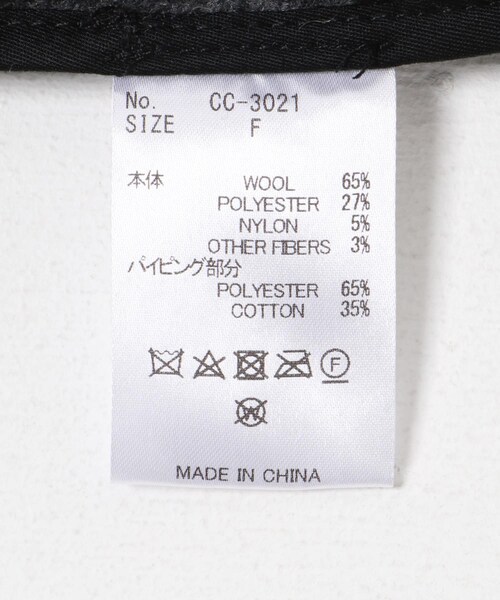 No. CC-3021
SIZE F
本体 WOOL 65%
POLYESTER 27%
NYLON 5%
OTHER FIBERS 3%
パイピング部分
POLYESTER 65%
COTTON 35%
F
W
MADE IN CHINA